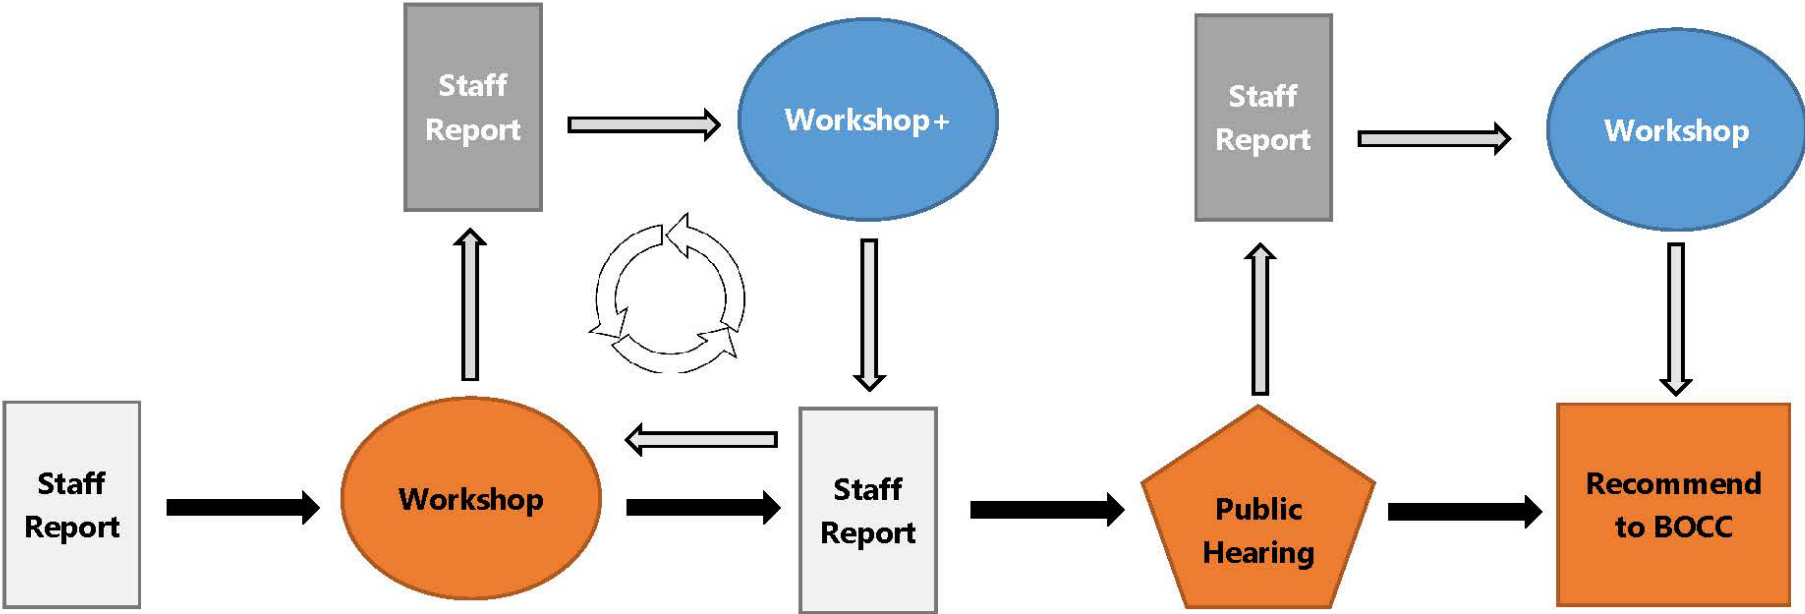 Staff
Report
Workshop+
Staff
Report
Workshop
Staff
Report
Workshop
Staff
Report
Public
Hearing
Recommend
to BOCC